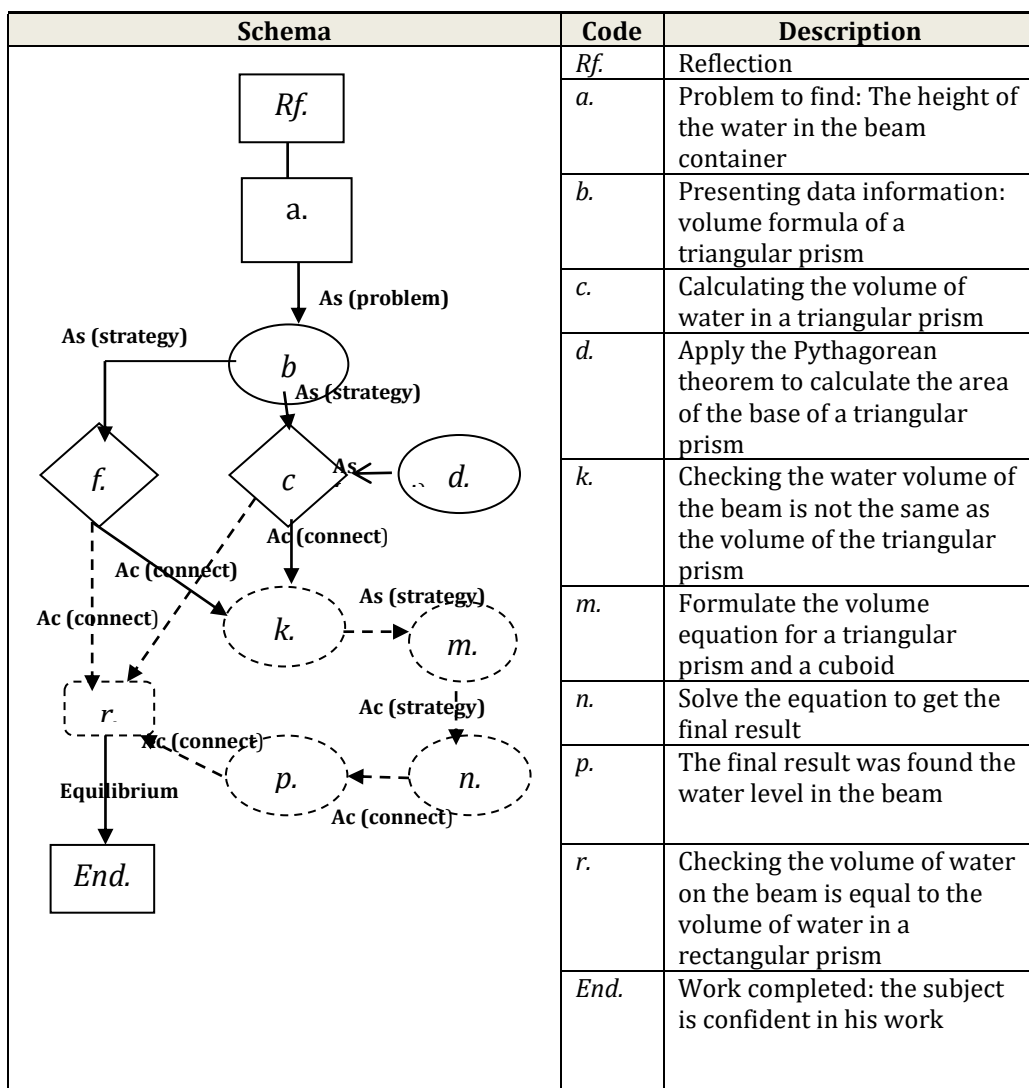 Schema
Code
Description
Rf.
a.
As (problem)
As (strategy)
b
As (strategy)
f.
c
As
d.
Ac (connect)
Ac (connect)
As (strategy)
Ac (connect)
k.
m.
r.
Ac (strategy)
Ac (connect)
p.
n.
Equilibrium
Ac (connect)
End.
Rf.
Reflection
a.
Problem to find: The height of
the water in the beam
container
b.
Presenting data information:
volume formula of a
triangular prism
c.
Calculating the volume of
water in a triangular prism
d.
Apply the Pythagorean
theorem to calculate the area
of the base of a triangular
prism
k.
Checking the water volume of
the beam is not the same as
the volume of the triangular
prism
m.
Formulate the volume
equation for a triangular
prism and a cuboid
n.
Solve the equation to get the
final result
p.
The final result was found the
water level in the beam
r.
Checking the volume of water
on the beam is equal to the
volume of water in a
rectangular prism
End.
Work completed: the subject
is confident in his work